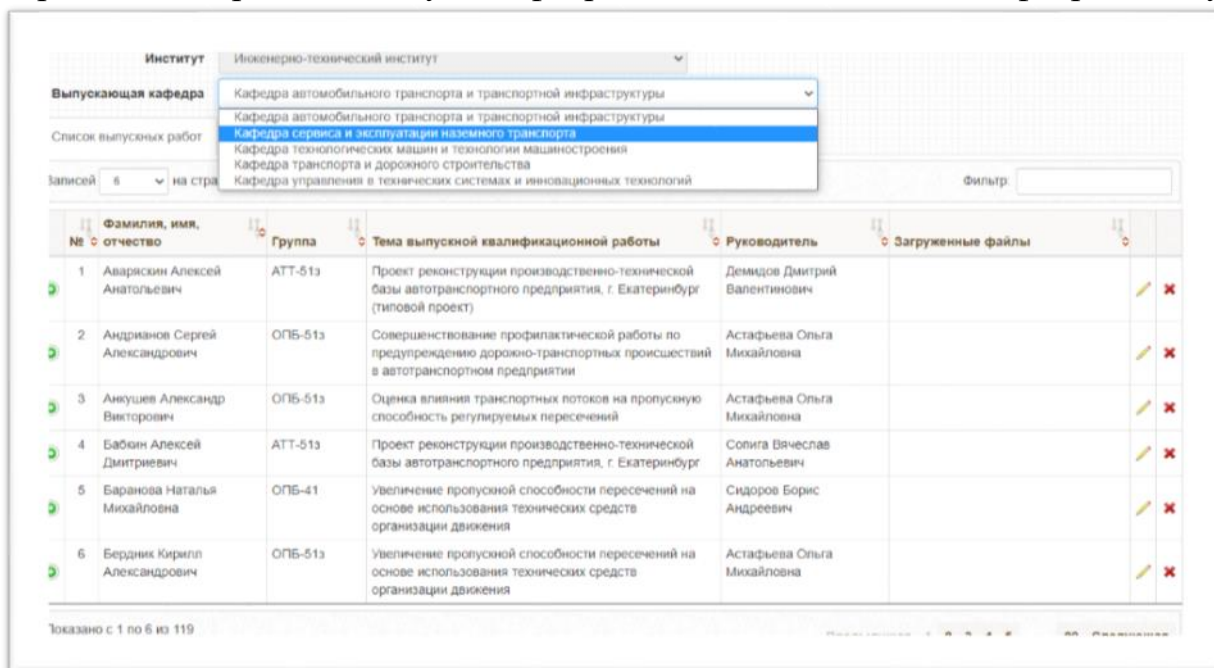 Институт Инженерно-технический институт
Выпускающая кафедра Кафедра автомобильного транспорта и транспортной инфраструктуры
Кафедра автомобильного транспорта и транспортной инфраструктуры
Список выпускных работ Кафедра сервиса и эксплуатации наземного транспорта
Кафедра технологических машин и технологии машиностроения
Кафедра транспорта и дорожного строительства
Записей 6 на стра Кафедра управления в технических системах и инновационных технологий Фильтр:
Фамилия, имя,
№ отчество Группа Тема выпускной квалификационной работы Руководитель Загруженные файлы
1 Аваряскин Алексей АТТ-51з Проект реконструкции производственно-технической Демидов Дмитрий
Анатольевич базы автотранспортного предприятия, г. Екатеринбург Валентинович
(типовой проект)
2 Андрианов Сергей ОПБ-51з Совершенствование профилактической работы по Астафьева Ольга
Александрович предупреждению дорожно-транспортных происшествий Михайловна
в автотранспортном предприятии
3 Анкушев Александр ОПБ-51з Оценка влияния транспортных потоков на пропускную Астафьева Ольга
Викторович способность регулируемых пересечений Михайловна
4 Бабкин Алексей АТТ-51з Проект реконструкции производственно-технической Сопига Вячеслав
Дмитриевич базы автотранспортного предприятия, г. Екатеринбург Анатольевич
5 Баранова Наталья ОПБ-41 Увеличение пропускной способности пересечений на Сидоров Борис
Михайловна основе использования технических средств Андреевич
организации движения
6 Бердник Кирилл ОПБ-51з Увеличение пропускной способности пересечений на Астафьева Ольга
Александрович основе использования технических средств Михайловна
организации движения
Показано с 1 по 6 из 119